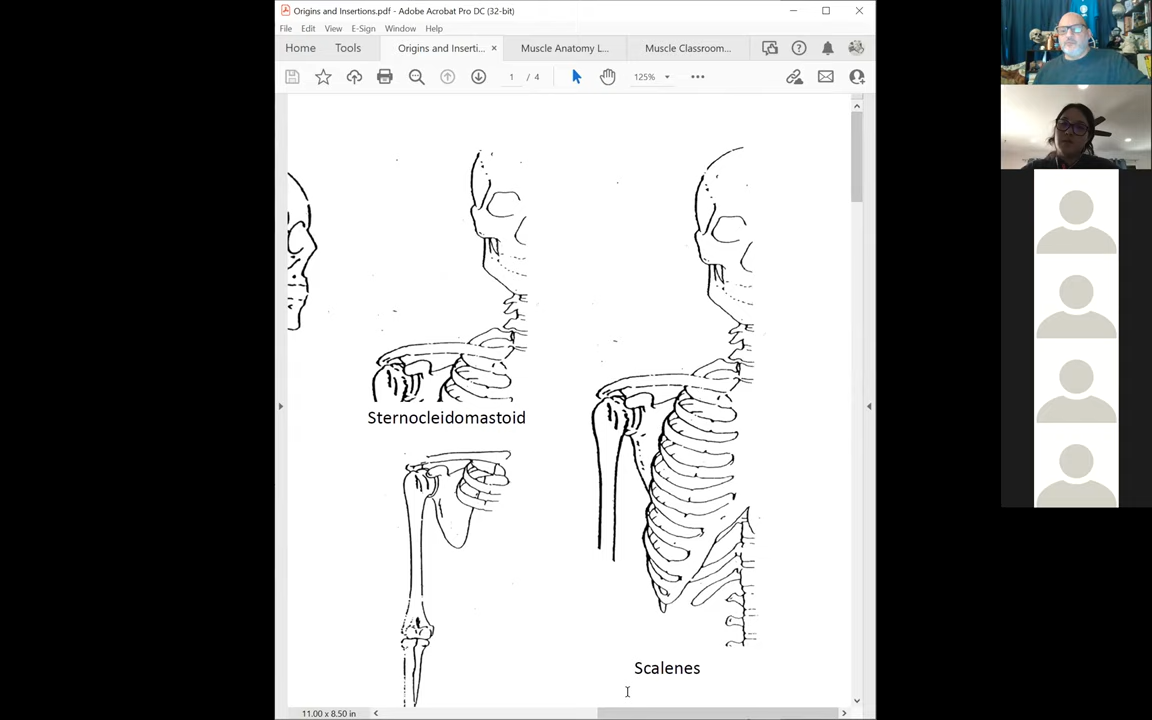 Origins and Insertions.pdf - Adobe Acrobat Pro DC (32-bit)
File Edit View E-Sign Window Help
Home Tools Origins and Inserti... × Muscle Anatomy L... Muscle Classroom...
1 / 4 125%
Sternocleidomastoid
Scalenes
11.00 x 8.50 in